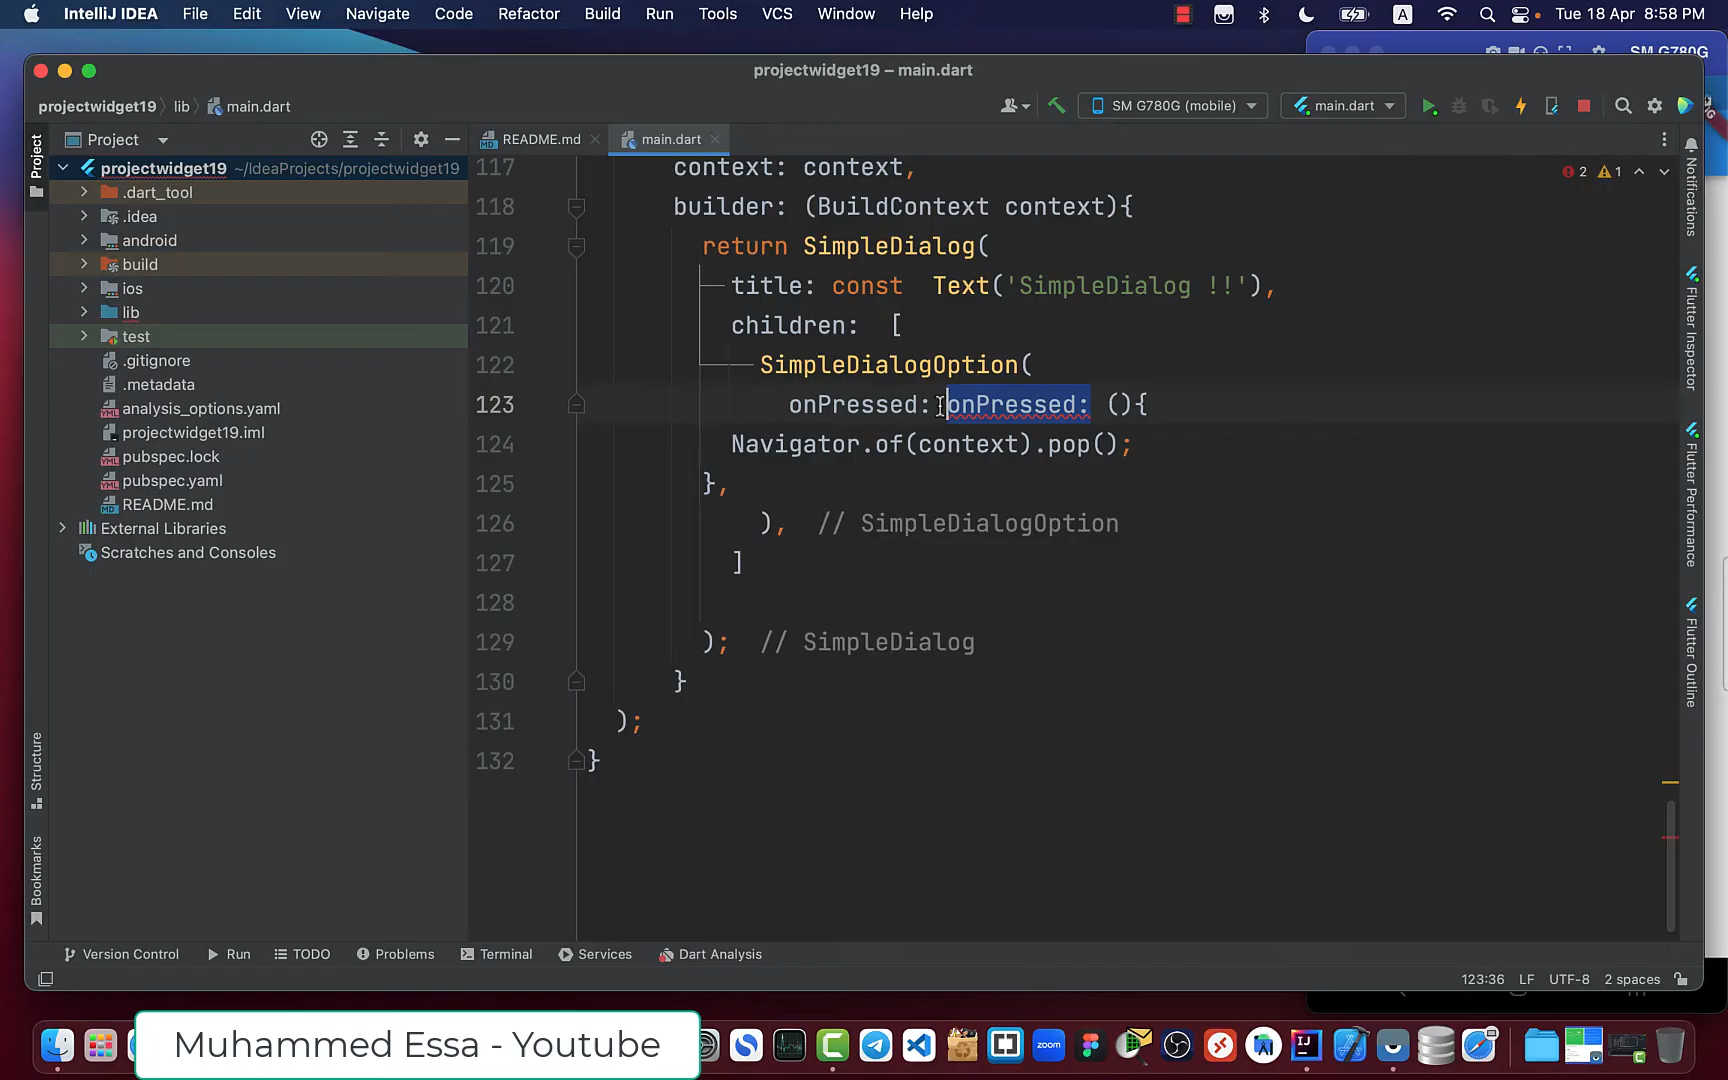 IntelliJ IDEA File Edit View Navigate Code Refactor Build Run Tools VCS Window Help A Tue 18 Apr 8:58 PM
SM G780G
projectwidget19 – main.dart
projectwidget19 lib main.dart SM G780G (mobile) main.dart
Project README.md main.dart
projectwidget19 ~/IdeaProjects/projectwidget19
.dart_tool
.idea
android
build
ios
lib
test
.gitignore
.metadata
analysis_options.yaml
projectwidget19.iml
pubspec.lock
pubspec.yaml
README.md
External Libraries
Scratches and Consoles
Project
Structure
Bookmarks
2 1
117 context: context,
118 builder: (BuildContext context){
119 return SimpleDialog(
120 title: const Text('SimpleDialog !!'),
121 children: [
122 SimpleDialogOption(
123 onPressed: onPressed: (){
124 Navigator.of(context).pop();
125 },
126 ), // SimpleDialogOption
127 ]
128
129 ); // SimpleDialog
130 }
131 );
132 }
Notifications
Flutter Inspector
Flutter Performance
Flutter Outline
Version Control Run TODO Problems Terminal Services Dart Analysis
123:36 LF UTF-8 2 spaces
Muhammed Essa - Youtube
zoom
IJ